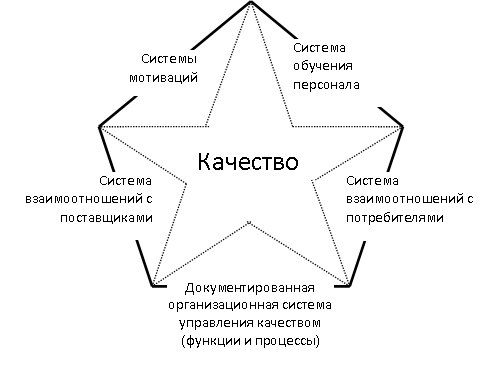 Системы
мотиваций
Система
обучения
персонала
Качество
Система
взаимоотношений с
поставщиками
Система
взаимоотношений с
потребителями
Документированная
организационная система
управления качеством
(функции и процессы)